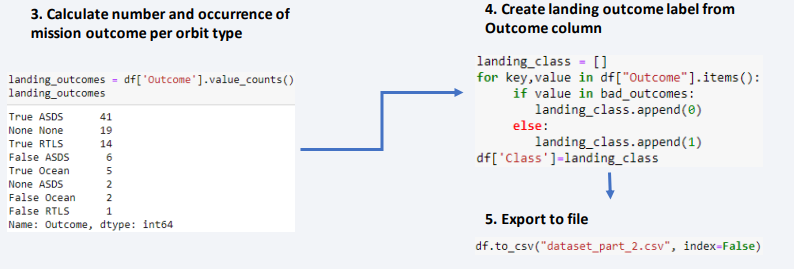 3. Calculate number and occurrence of
mission outcome per orbit type
landing_outcomes = df['Outcome'].value_counts()
landing_outcomes
True ASDS 41
None None 19
True RTLS 14
False ASDS 6
True Ocean 5
None ASDS 2
False Ocean 2
False RTLS 1
Name: Outcome, dtype: int64
4. Create landing outcome label from
Outcome column
landing_class = []
for key,value in df["Outcome"].items():
    if value in bad_outcomes:
        landing_class.append(0)
    else:
        landing_class.append(1)
df['Class']=landing_class
5. Export to file
df.to_csv("dataset_part_2.csv", index=False)